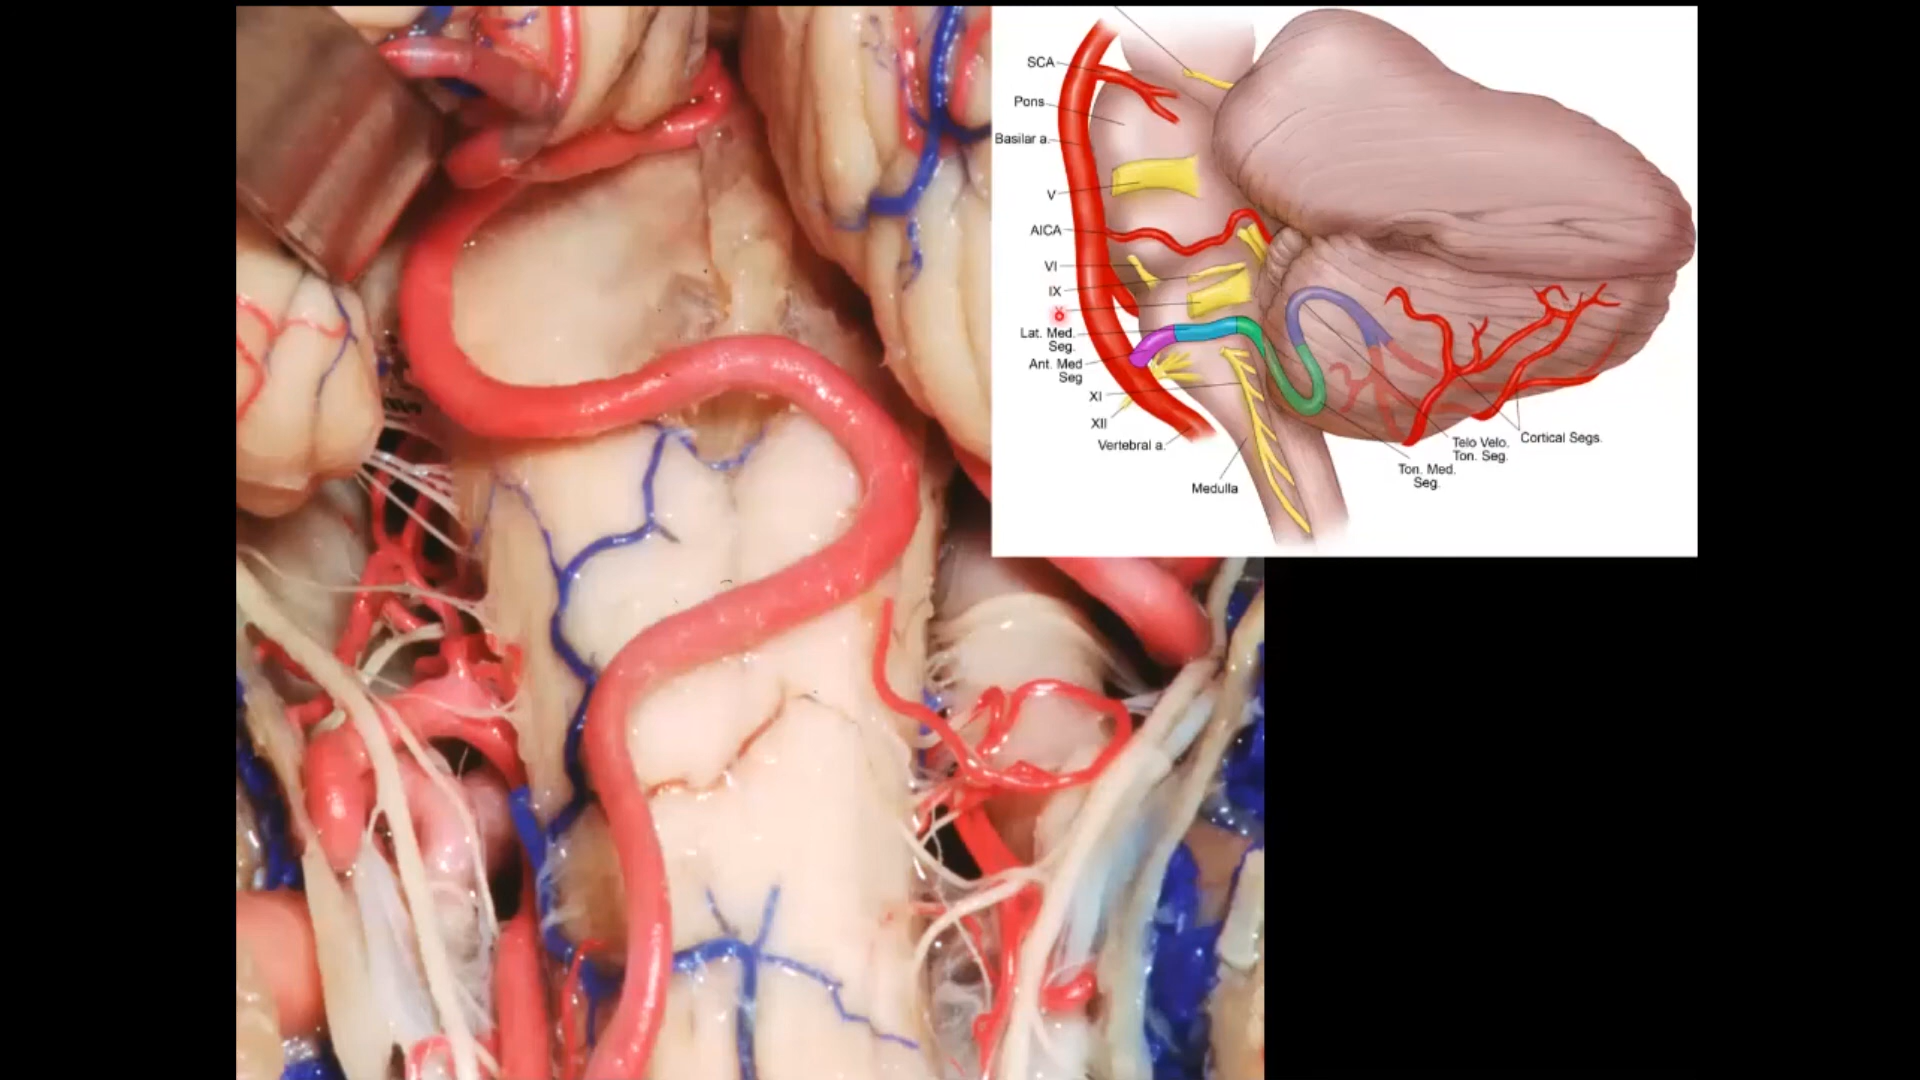 SCA
Pons
Basilar a.
V
AICA
VI
IX
Lat. Med.
Seg.
Ant. Med
Seg
XI
XII
Vertebral a.
Medulla
Telo Velo.
Ton. Seg.
Cortical Segs.
Ton. Med.
Seg.